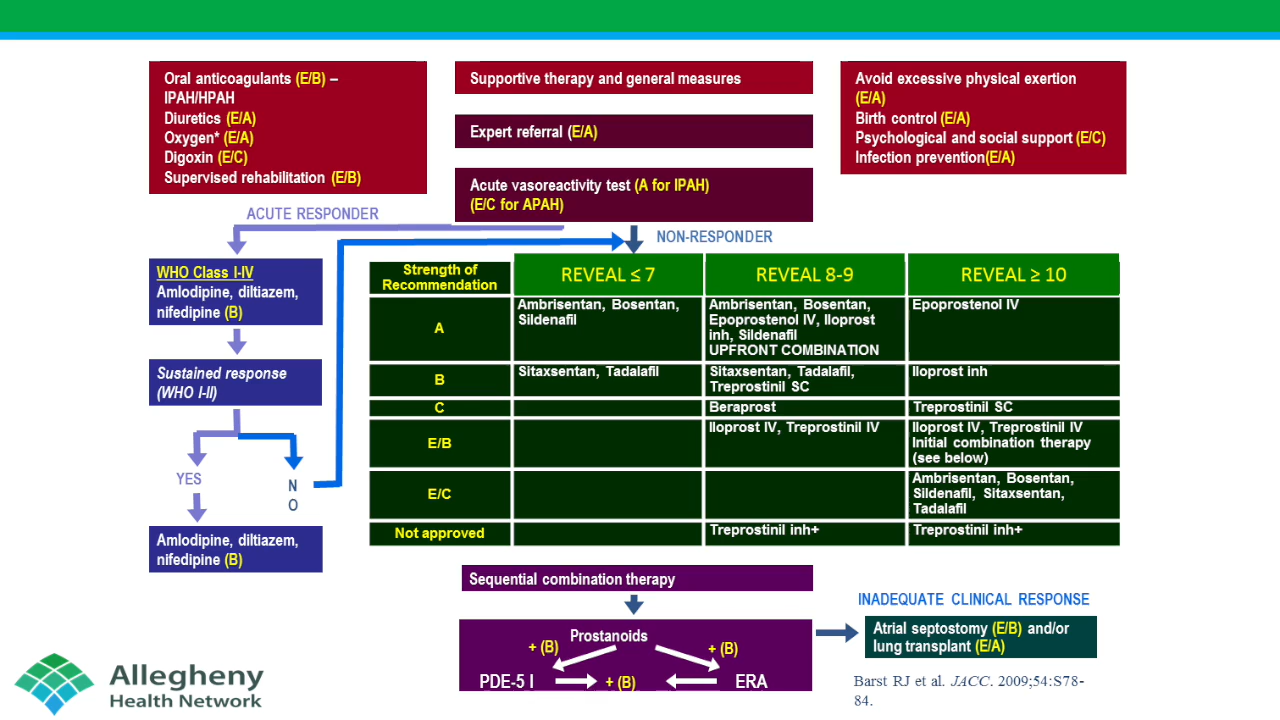 Oral anticoagulants (E/B) –
IPAH/HPAH
Diuretics (E/A)
Oxygen* (E/A)
Digoxin (E/C)
Supervised rehabilitation (E/B)
Supportive therapy and general measures
Expert referral (E/A)
Acute vasoreactivity test (A for IPAH)
(E/C for APAH)
Avoid excessive physical exertion
(E/A)
Birth control (E/A)
Psychological and social support (E/C)
Infection prevention(E/A)
ACUTE RESPONDER
NON-RESPONDER
WHO Class I-IV
Amlodipine, diltiazem,
nifedipine (B)
Sustained response
(WHO I-II)
YES
N
O
Amlodipine, diltiazem,
nifedipine (B)
Strength of
Recommendation
REVEAL ≤ 7
REVEAL 8-9
REVEAL ≥ 10
A
Ambrisentan, Bosentan,
Sildenafil
Ambrisentan, Bosentan,
Epoprostenol IV, Iloprost
inh, Sildenafil
UPFRONT COMBINATION
Epoprostenol IV
B
Sitaxsentan, Tadalafil
Sitaxsentan, Tadalafil,
Treprostinil SC
Iloprost inh
C
Beraprost
Treprostinil SC
E/B
Iloprost IV, Treprostinil IV
Iloprost IV, Treprostinil IV
Initial combination therapy
(see below)
E/C
Ambrisentan, Bosentan,
Sildenafil, Sitaxsentan,
Tadalafil
Not approved
Treprostinil inh+
Treprostinil inh+
Sequential combination therapy
Prostanoids
+ (B)
+ (B)
PDE-5 I
+ (B)
ERA
INADEQUATE CLINICAL RESPONSE
Atrial septostomy (E/B) and/or
lung transplant (E/A)
Barst RJ et al. JACC. 2009;54:S78-
84.
Allegheny
Health Network